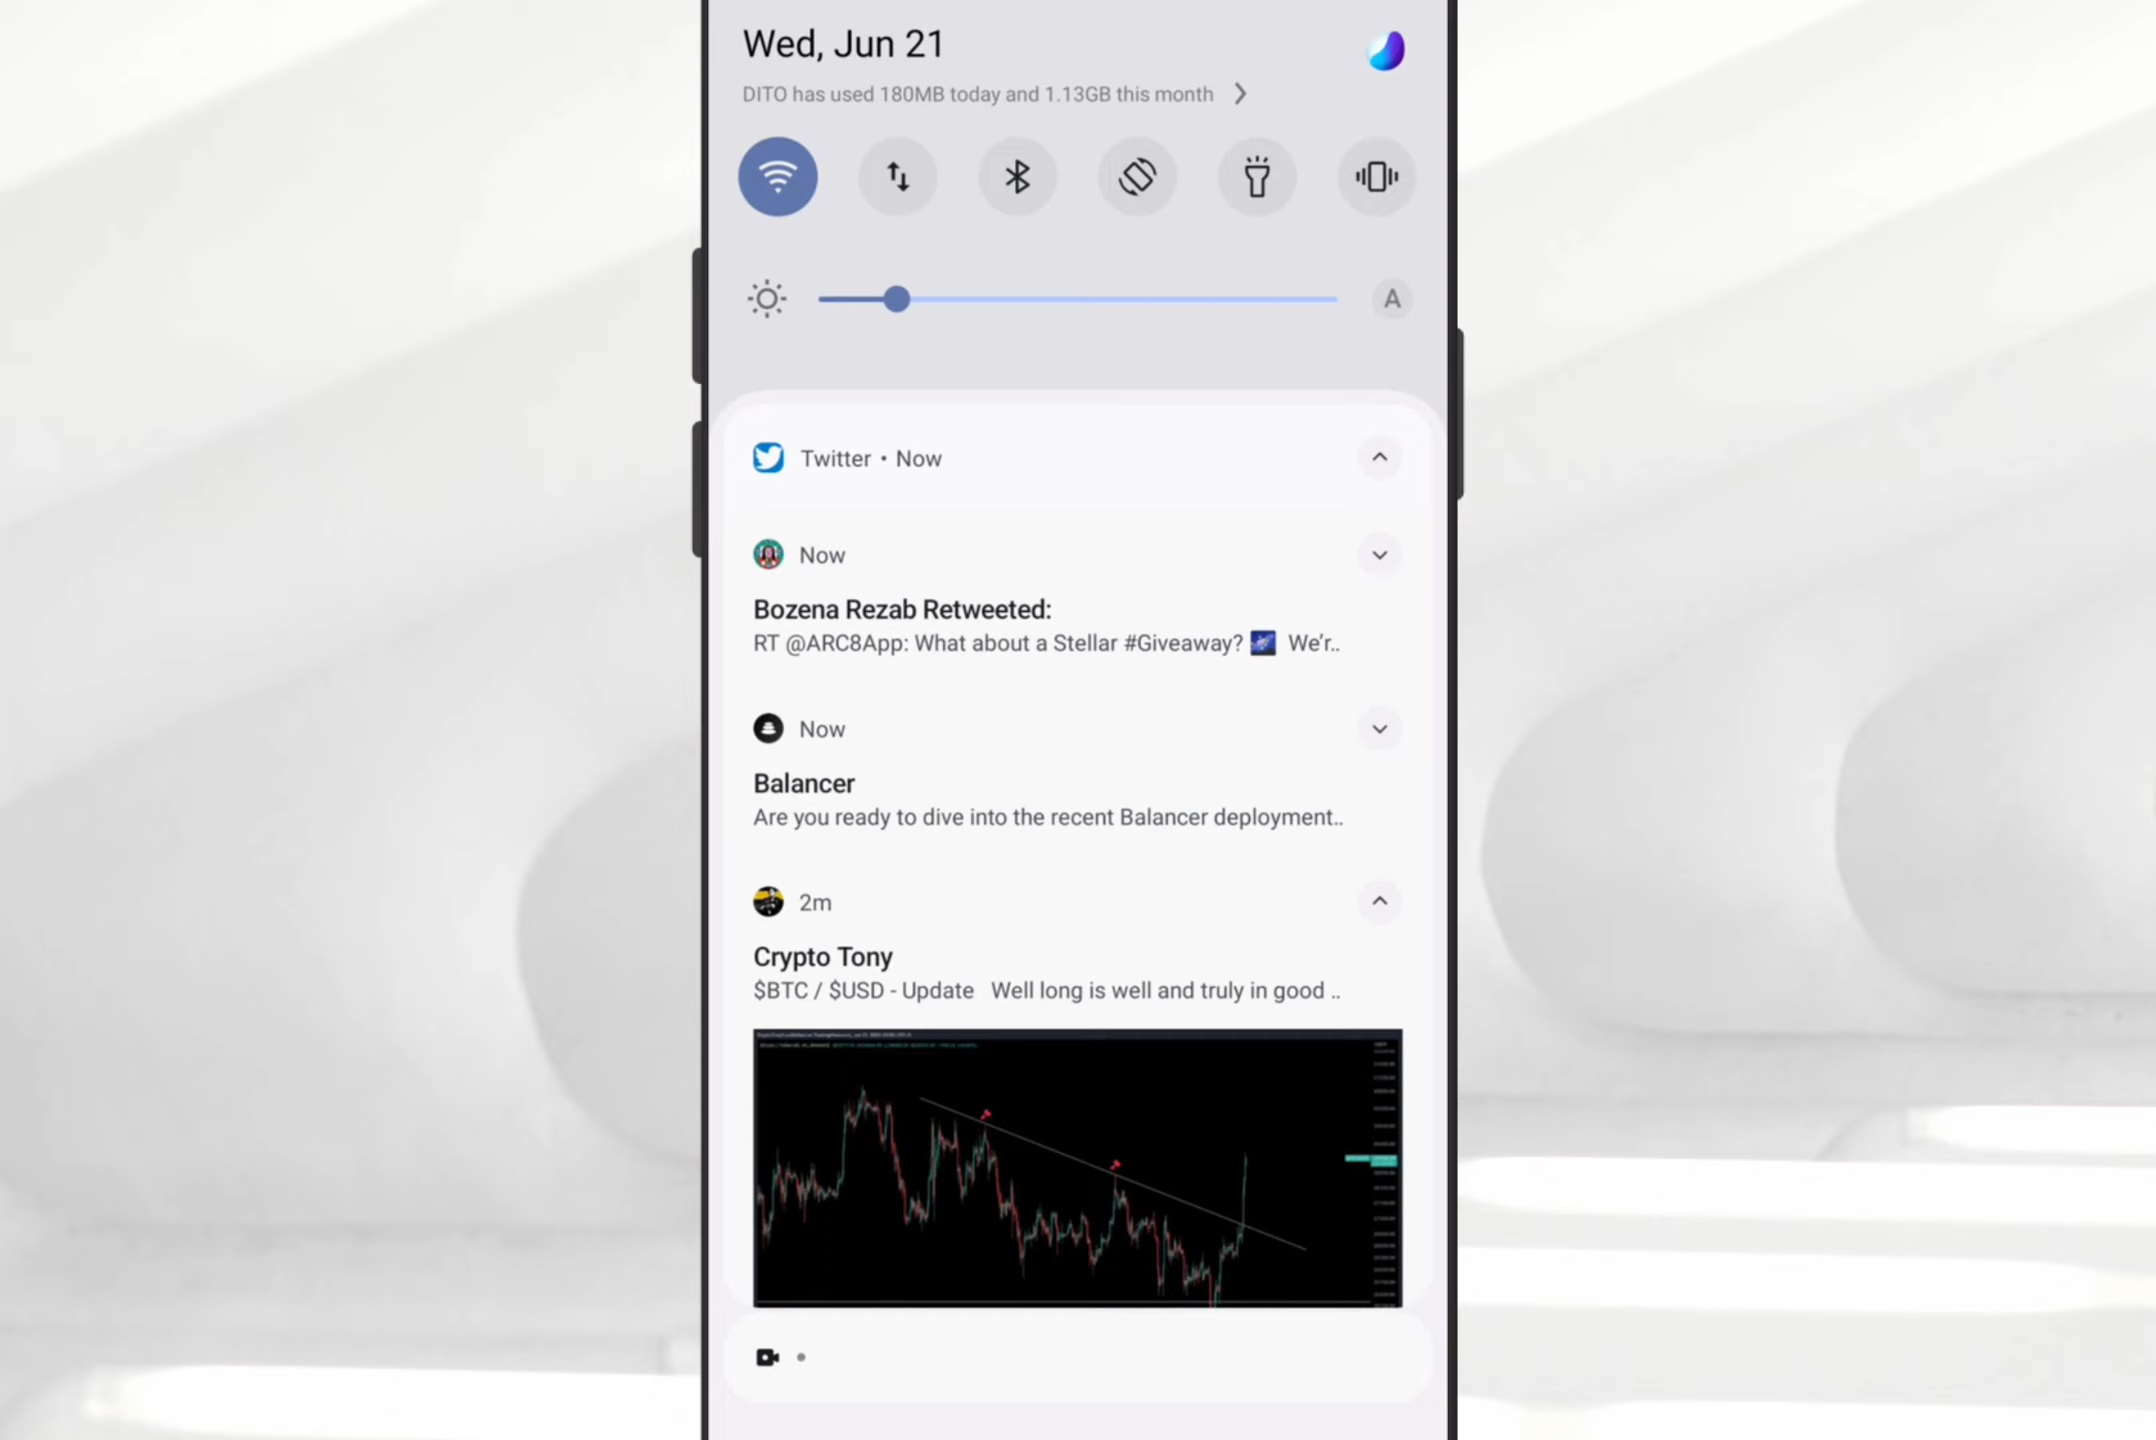 Wed, Jun 21
DITO has used 180MB today and 1.13GB this month
A
Twitter • Now
Now
Bozena Rezab Retweeted:
RT @ARC8App: What about a Stellar #Giveaway? We'r..
Now
Balancer
Are you ready to dive into the recent Balancer deployment..
2m
Crypto Tony
$BTC / $USD - Update Well long is well and truly in good ..